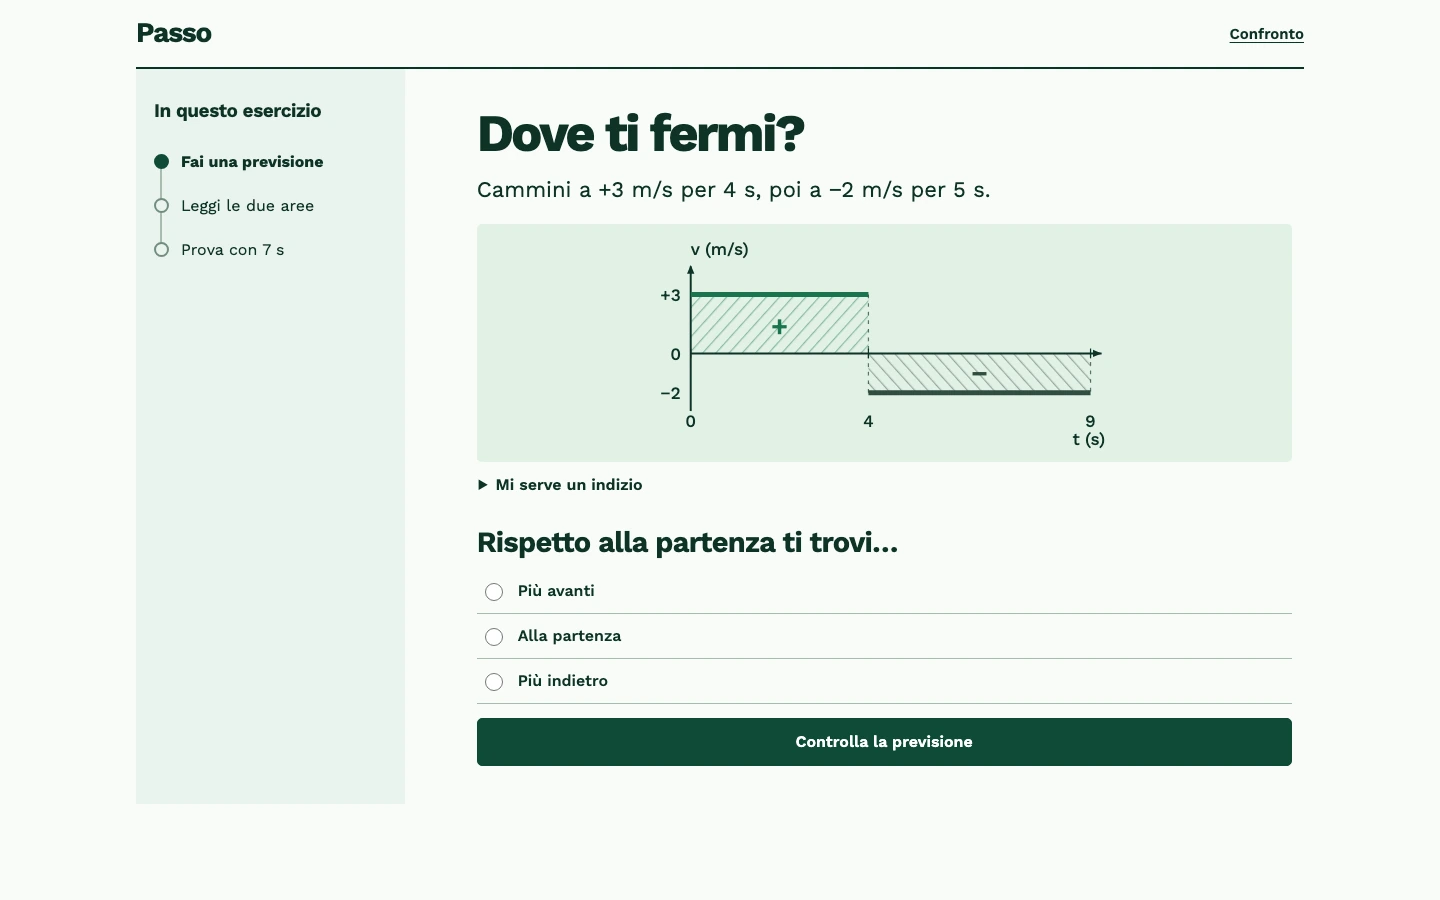 Passo
Confronto
In questo esercizio
Fai una previsione
Leggi le due aree
Prova con 7 s
Dove ti fermi?
Cammini a +3 m/s per 4 s, poi a −2 m/s per 5 s.
v (m/s)
+3
+
0
−
−2
0 4 9
t (s)
Mi serve un indizio
Rispetto alla partenza ti trovi…
Più avanti
Alla partenza
Più indietro
Controlla la previsione